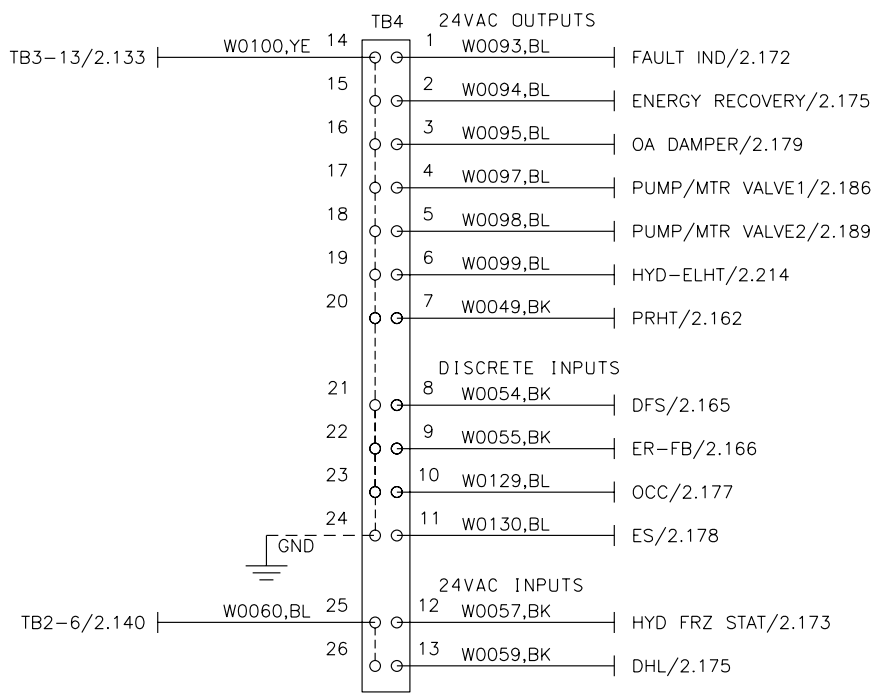 TB4 24VAC OUTPUTS
TB3-13/2.133 W0100,YE 14 1 W0093,BL FAULT IND/2.172
15 2 W0094,BL ENERGY RECOVERY/2.175
16 3 W0095,BL OA DAMPER/2.179
17 4 W0097,BL PUMP/MTR VALVE1/2.186
18 5 W0098,BL PUMP/MTR VALVE2/2.189
19 6 W0099,BL HYD-ELHT/2.214
20 7 W0049,BK PRHT/2.162
DISCRETE INPUTS
21 8 W0054,BK DFS/2.165
22 9 W0055,BK ER-FB/2.166
23 10 W0129,BL OCC/2.177
24 11 W0130,BL ES/2.178
GND
24VAC INPUTS
TB2-6/2.140 W0060,BL 25 12 W0057,BK HYD FRZ STAT/2.173
26 13 W0059,BK DHL/2.175